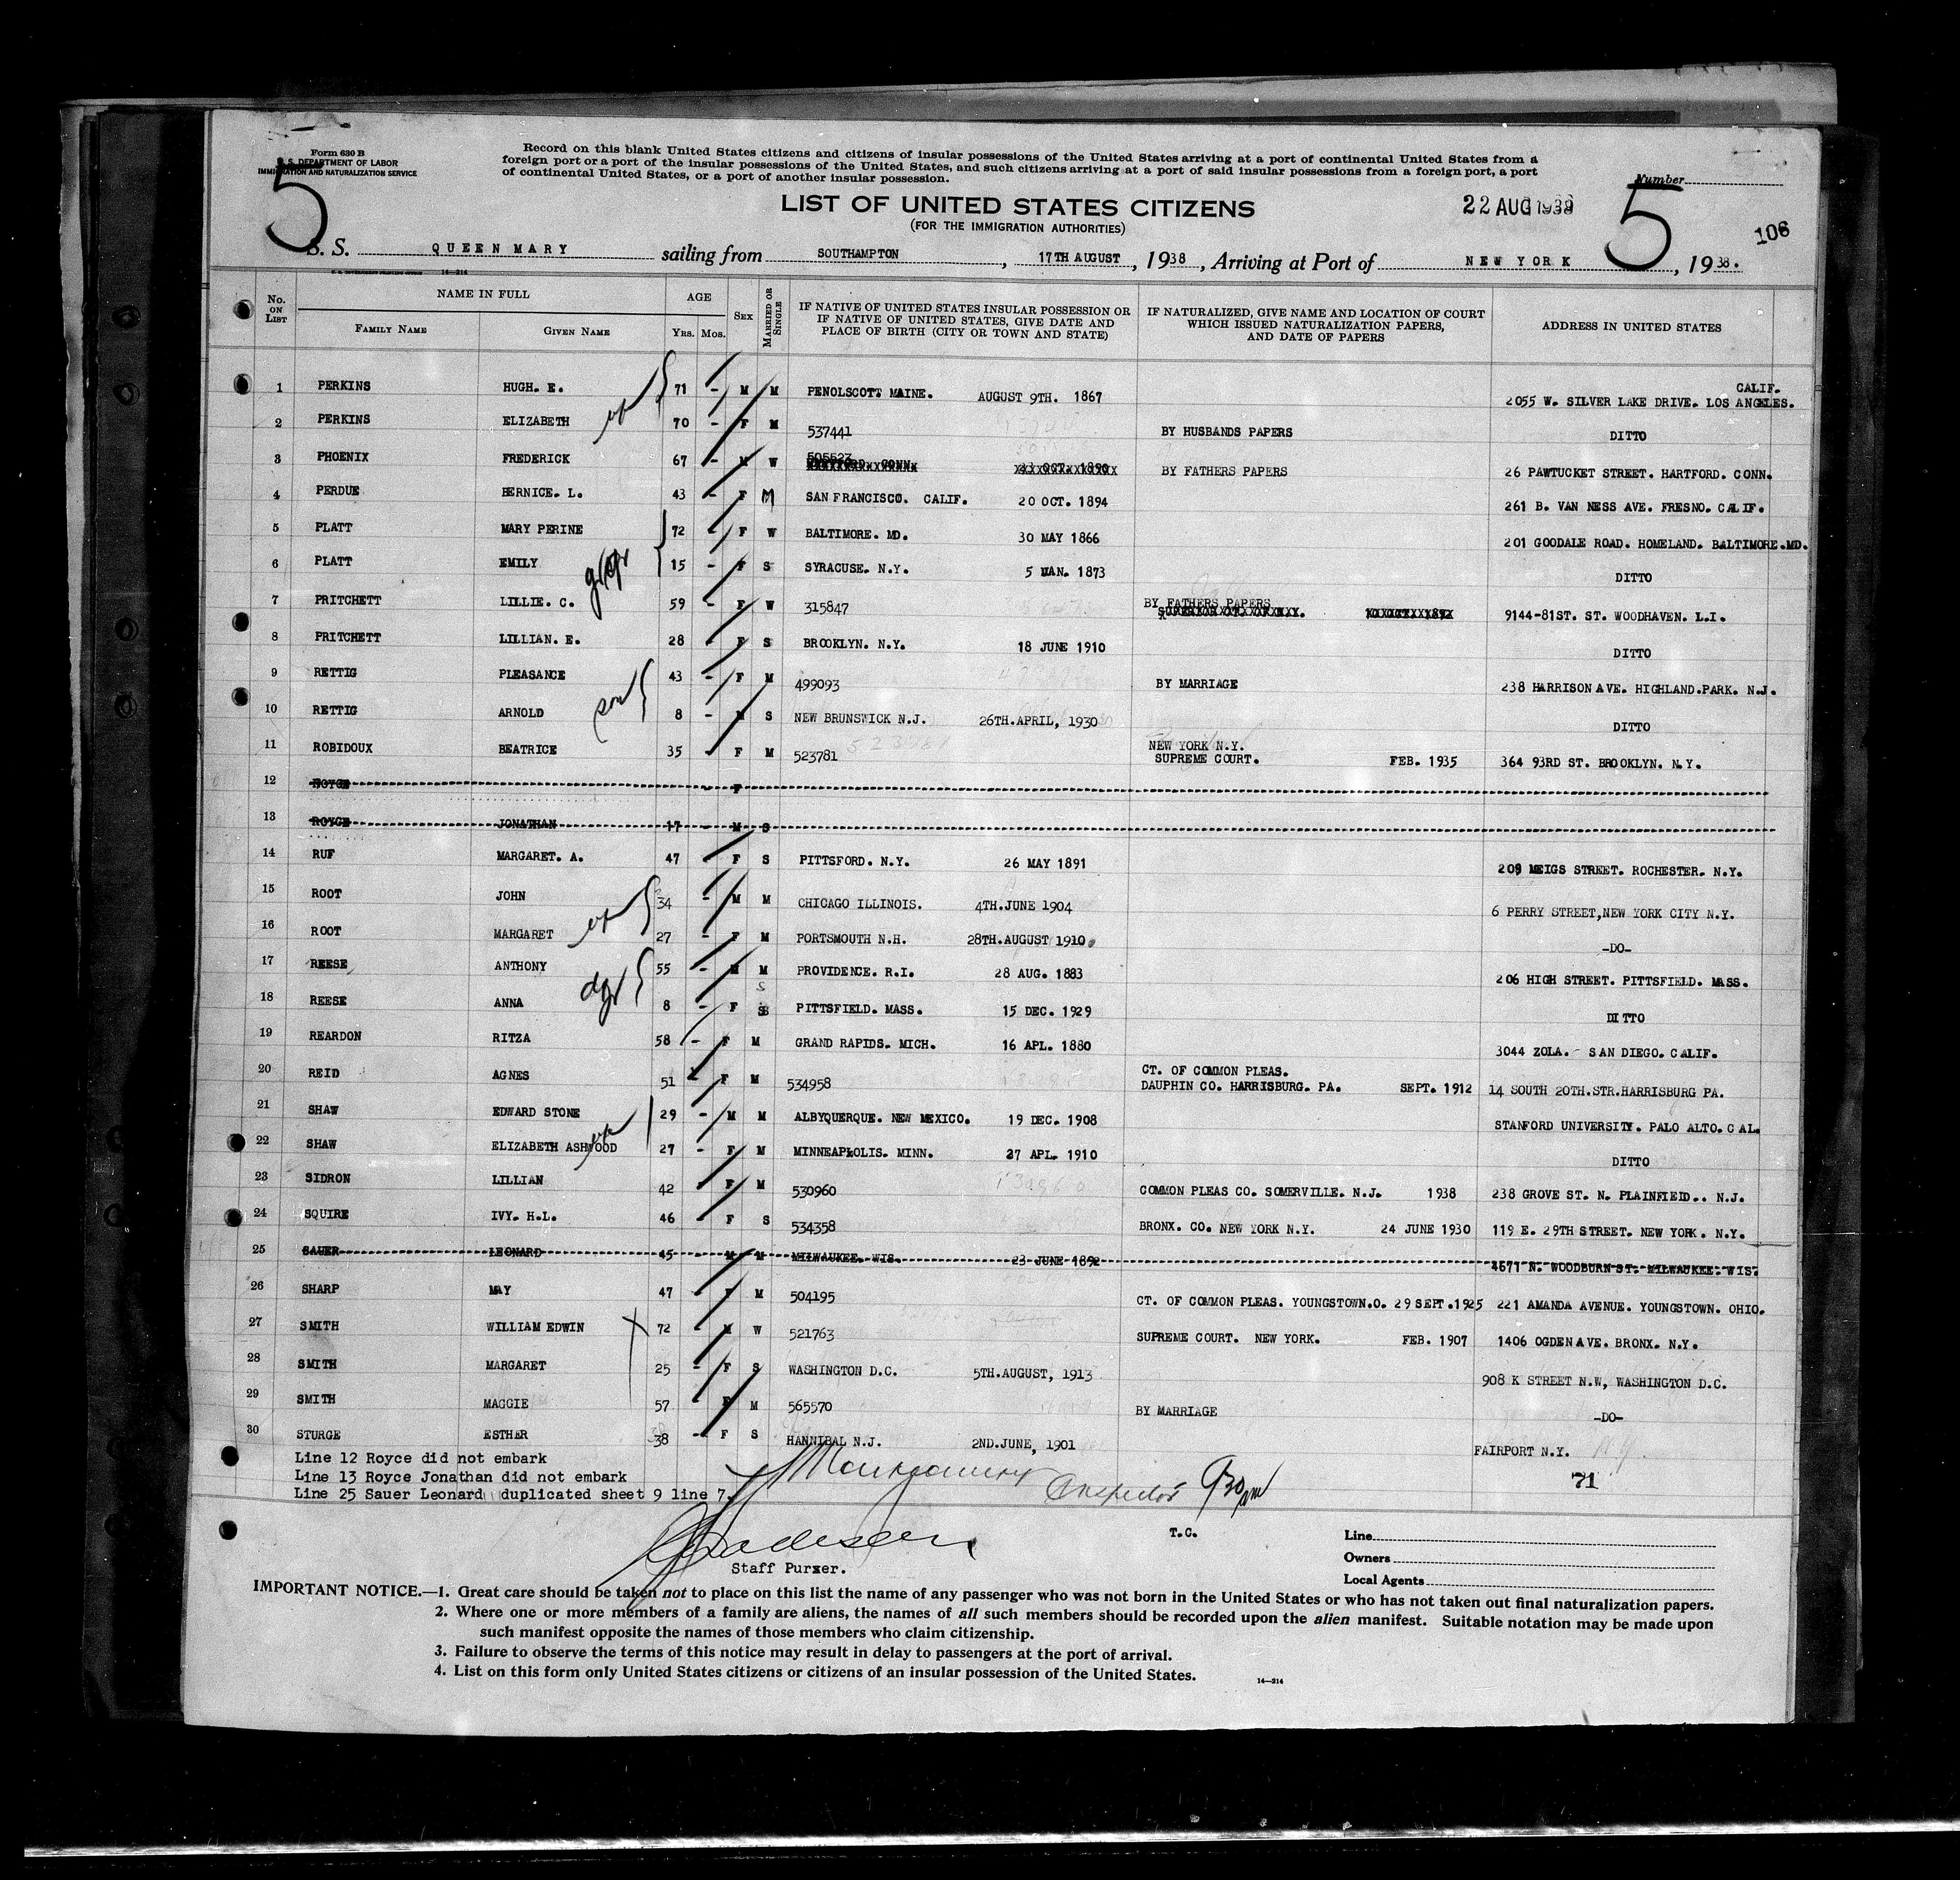 Form 630 B
U. S. DEPARTMENT OF LABOR
IMMIGRATION AND NATURALIZATION SERVICE
5
Record on this blank United States citizens and citizens of insular possessions of the United States arriving at a port of continental United States from a
foreign port or a port of the insular possessions of the United States, and such citizens arriving at a port of said insular possessions from a foreign port, a port
of continental United States, or a port of another insular possession.
Number
LIST OF UNITED STATES CITIZENS
(FOR THE IMMIGRATION AUTHORITIES)
22 AUG 1938
5
106
S. S. QUEEN MARY sailing from SOUTHAMPTON, 17TH AUGUST, 1938, Arriving at Port of NEW YORK, 1938.
No. ON LIST NAME IN FULL AGE SEX MARRIED OR SINGLE IF NATIVE OF UNITED STATES INSULAR POSSESSION OR IF NATIVE OF UNITED STATES, GIVE DATE AND PLACE OF BIRTH (CITY OR TOWN AND STATE) IF NATURALIZED, GIVE NAME AND LOCATION OF COURT WHICH ISSUED NATURALIZATION PAPERS, AND DATE OF PAPERS ADDRESS IN UNITED STATES
FAMILY NAME GIVEN NAME Yrs. Mos.
1 PERKINS HUGH. E. 71 - M M PENOLSCOTT MAINE. AUGUST 9TH. 1867 2055 W. SILVER LAKE DRIVE. LOS ANGELES. CALIF.
2 PERKINS ELIZABETH 70 - F M 537441 BY HUSBANDS PAPERS DITTO
3 PHOENIX FREDERICK 67 - M W 505523 HARTFORD. CONN. 23 OCT. 1890 BY FATHERS PAPERS 26 PAWTUCKET STREET. HARTFORD. CONN.
4 PERDUE BERNICE. L. 43 - F M SAN FRANCISCO. CALIF. 20 OCT. 1894 261 B. VAN NESS AVE. FRESNO. CALIF.
5 PLATT MARY PERINE 72 - F W BALTIMORE. MD. 30 MAY 1866 201 GOODALE ROAD. HOMELAND. BALTIMORE.MD.
6 PLATT EMILY 15 - F S SYRACUSE. N.Y. 5 MAN. 1873 DITTO
7 PRITCHETT LILLIE. C. 59 - F W 315847 BY FATHERS PAPERS 9144-81ST. ST. WOODHAVEN. L.I.
8 PRITCHETT LILLIAN. E. 28 - F S BROOKLYN. N.Y. 18 JUNE 1910 DITTO
9 RETTIG PLEASANCE 43 - F M 499093 BY MARRIAGE 238 HARRISON AVE. HIGHLAND.PARK. N.J.
10 RETTIG ARNOLD son 8 - M S NEW BRUNSWICK N.J. 26TH.APRIL, 1930 DITTO
11 ROBIDOUX BEATRICE 35 - F M 523781 NEW YORK N.Y. SUPREME COURT. FEB. 1935 364 93RD ST. BROOKLYN. N.Y.
12 ROYCE - F
13 ROYCE JONATHAN 17 - M S
14 RUF MARGARET. A. 47 - F S PITTSFORD. N.Y. 26 MAY 1891 209 MEIGS STREET. ROCHESTER. N.Y.
15 ROOT JOHN 34 - M M CHICAGO ILLINOIS. 4TH.JUNE 1904 6 PERRY STREET,NEW YORK CITY N.Y.
16 ROOT MARGARET 27 - F M PORTSMOUTH N.H. 28TH.AUGUST 1910 -DO-
17 REESE ANTHONY 55 - M M PROVIDENCE. R.I. 28 AUG. 1883 206 HIGH STREET. PITTSFIELD. MASS.
18 REESE ANNA 8 - F S PITTSFIELD. MASS. 15 DEC. 1929 DITTO
19 REARDON RITZA 58 - F M GRAND RAPIDS. MICH. 16 APL. 1880 3044 ZOLA. - SAN DIEGO. CALIF.
20 REID AGNES 51 - F M 534958 CT. OF COMMON PLEAS. DAUPHIN CO. HARRISBURG. PA. SEPT. 1912 14 SOUTH 20TH.STR.HARRISBURG PA.
21 SHAW EDWARD STONE 29 - M M ALBYQUERQUE. NEW MEXICO. 19 DEC. 1908 STANFORD UNIVERSITY. PALO ALTO. CAL.
22 SHAW ELIZABETH ASHWOOD 27 - F M MINNEAPLOLIS. MINN. 27 APL. 1910 DITTO
23 SIDRON LILLIAN 42 - F M 530960 COMMON PLEAS CO. SOMERVILLE. N.J. 1938 238 GROVE ST. N. PLAINFIELD.. N.J.
24 SQUIRE IVY. H.L. 46 - F S 534358 BRONX. CO. NEW YORK N.Y. 24 JUNE 1930 119 E. 29TH STREET. NEW YORK. N.Y.
25 SAUER LEONARD 45 - M M MILWAUKEE. WIS. 23 JUNE 1892 4671 N. WOODBURN ST. MILWAUKEE. WIS.
26 SHARP MAY 47 - F M 504195 CT. OF COMMON PLEAS. YOUNGSTOWN.O. 29 SEPT.1925 221 AMANDA AVENUE. YOUNGSTOWN. OHIO.
27 SMITH WILLIAM EDWIN 72 - M W 521763 SUPREME COURT. NEW YORK. FEB. 1907 1406 OGDEN AVE. BRONX. N.Y.
28 SMITH MARGARET 25 - F S WASHINGTON D.C. 5TH.AUGUST, 1913 908 K STREET N.W, WASHINGTON D.C.
29 SMITH MAGGIE 57 - F M 565570 BY MARRIAGE -DO-
30 STURGE ESTHER 38 - F S HANNIBAL N.J. 2ND.JUNE, 1901 FAIRPORT N.Y.
Line 12 Royce did not embark
Line 13 Royce Jonathan did not embark
Line 25 Sauer Leonard duplicated sheet 9 line 7.
Montgomery Inspector 930 pm
71
T.C.
Staff Purser.
Line
Owners
Local Agents
IMPORTANT NOTICE.—1. Great care should be taken not to place on this list the name of any passenger who was not born in the United States or who has not taken out final naturalization papers.
2. Where one or more members of a family are aliens, the names of all such members should be recorded upon the alien manifest. Suitable notation may be made upon
such manifest opposite the names of those members who claim citizenship.
3. Failure to observe the terms of this notice may result in delay to passengers at the port of arrival.
4. List on this form only United States citizens or citizens of an insular possession of the United States.
14—214